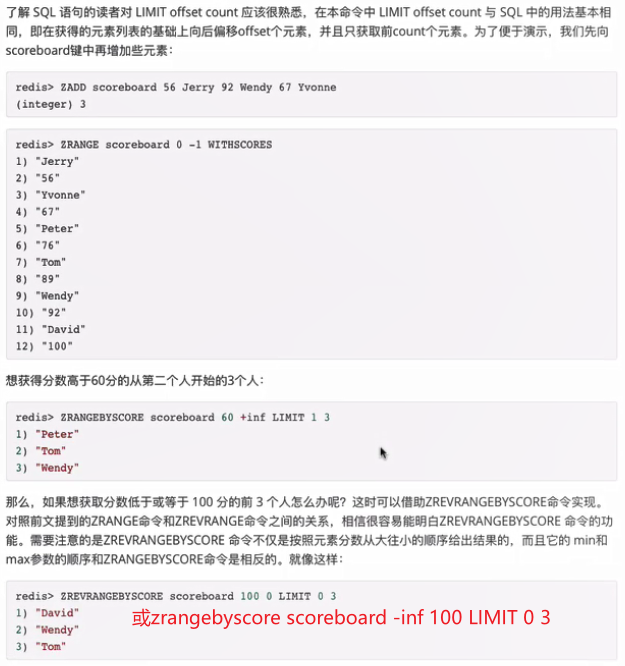 了解 SQL 语句的读者对 LIMIT offset count 应该很熟悉，在本命令中 LIMIT offset count 与 SQL 中的用法基本相
同，即在获得的元素列表的基础上向后偏移offset个元素，并且只获取前count个元素。为了便于演示，我们先向
scoreboard键中再增加些元素：
redis> ZADD scoreboard 56 Jerry 92 Wendy 67 Yvonne
(integer) 3
redis> ZRANGE scoreboard 0 -1 WITHSCORES
1) "Jerry"
2) "56"
3) "Yvonne"
4) "67"
5) "Peter"
6) "76"
7) "Tom"
8) "89"
9) "Wendy"
10) "92"
11) "David"
12) "100"
想获得分数高于60分的从第二个人开始的3个人：
redis> ZRANGEBYSCORE scoreboard 60 +inf LIMIT 1 3
1) "Peter"
2) "Tom"
3) "Wendy"
那么，如果想获取分数低于或等于 100 分的前 3 个人怎么办呢？这时可以借助ZREVRANGEBYSCORE命令实现。
对照前文提到的ZRANGE命令和ZREVRANGE命令之间的关系，相信很容易能明白ZREVRANGEBYSCORE 命令的功
能。需要注意的是ZREVRANGEBYSCORE 命令不仅是按照元素分数从大往小的顺序给出结果的，而且它的 min和
max参数的顺序和ZRANGEBYSCORE命令是相反的。就像这样：
redis> ZREVRANGEBYSCORE scoreboard 100 0 LIMIT 0 3
1) "David"
或zrangebyscore scoreboard -inf 100 LIMIT 0 3
2) "Wendy"
3) "Tom"